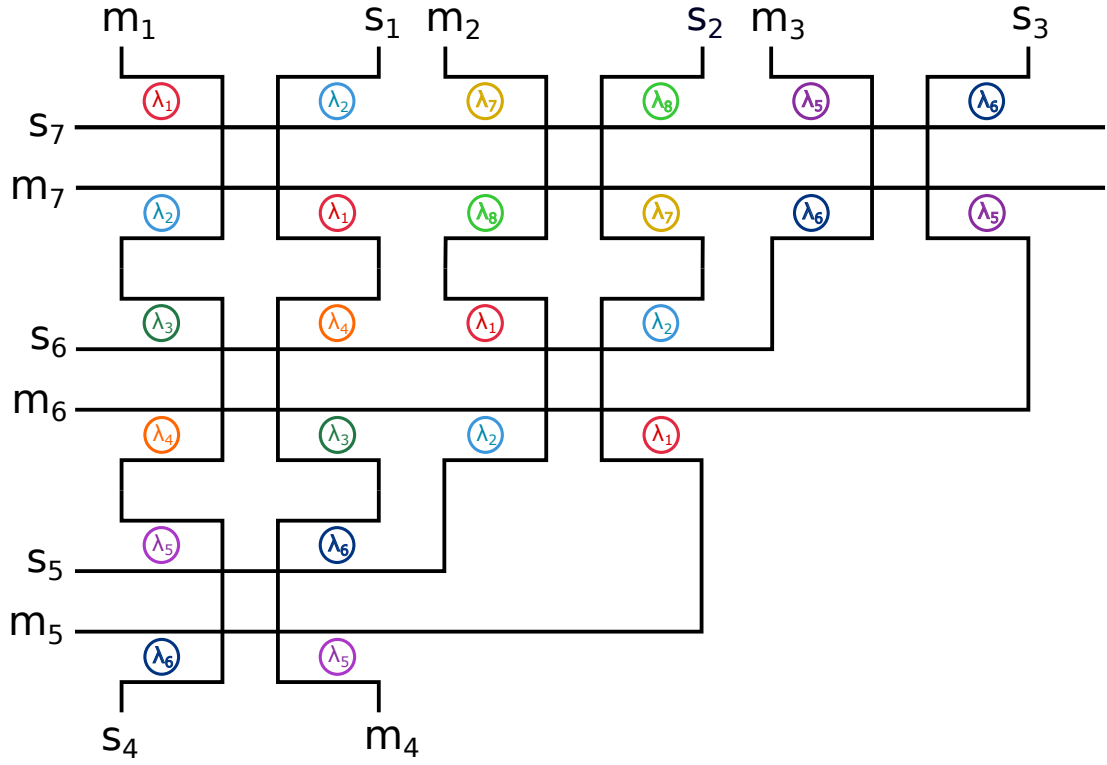 m₁ s₁ m₂ s₂ m₃ s₃
λ₁ λ₂ λ₇ λ₈ λ₅ λ₆
s₇
m₇
λ₂ λ₁ λ₈ λ₇ λ₆ λ₅
λ₃ λ₄ λ₁ λ₂
s₆
m₆
λ₄ λ₃ λ₂ λ₁
λ₅ λ₆
s₅
m₅
λ₆ λ₅
s₄ m₄